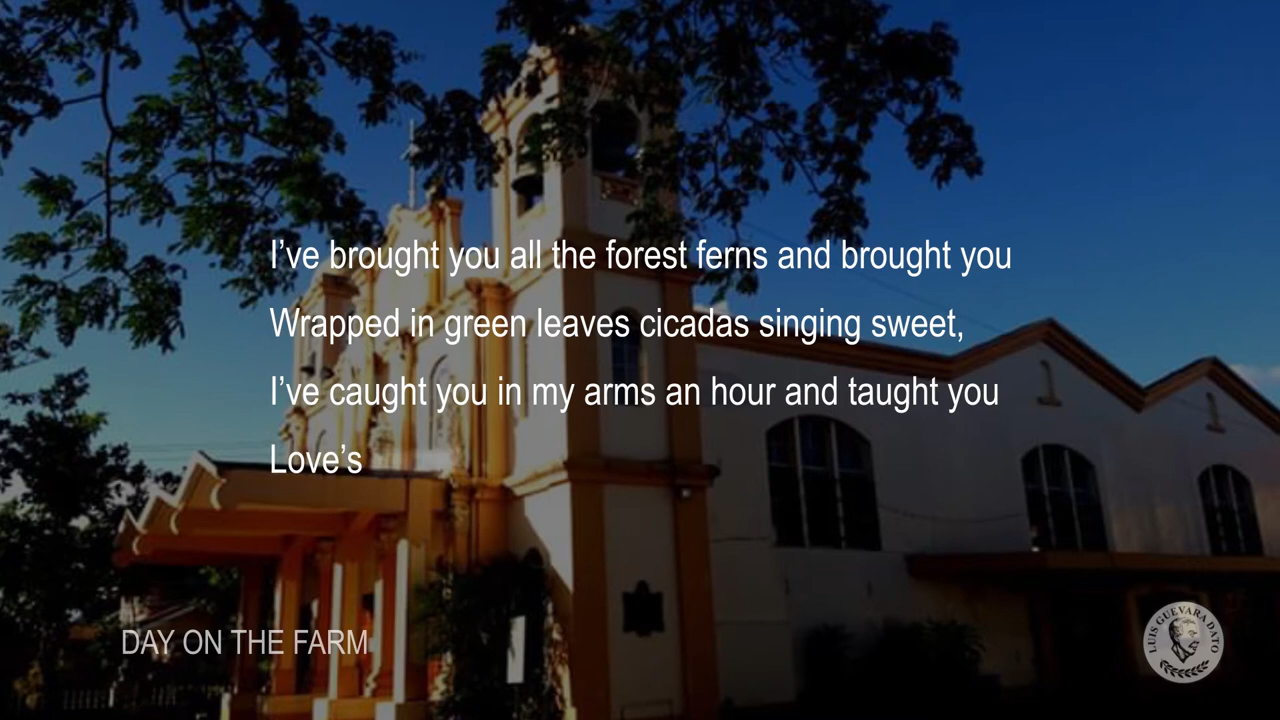 I’ve brought you all the forest ferns and brought you
Wrapped in green leaves cicadas singing sweet,
I’ve caught you in my arms an hour and taught you
Love’s
DAY ON THE FARM
LUIS GUEVARA DATO